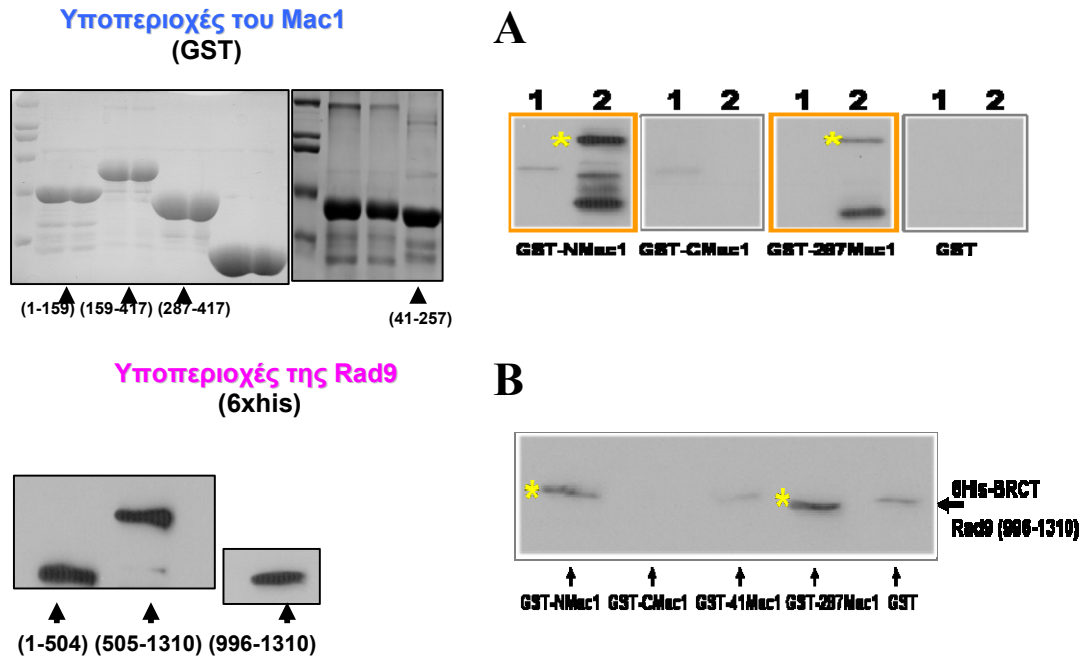 Υποπεριοχές του Mac1
(GST)
(1-159) (159-417) (287-417)
(41-257)
Υποπεριοχές της Rad9
(6xhis)
(1-504) (505-1310) (996-1310)
A
1 2 1 2 1 2 1 2
* *
GST-NMac1 GST-CMac1 GST-287Mac1 GST
B
* *
6His-BRCT
Rad9 (996-1310)
GST-NMac1 GST-CMac1 GST-41Mac1 GST-287Mac1 GST